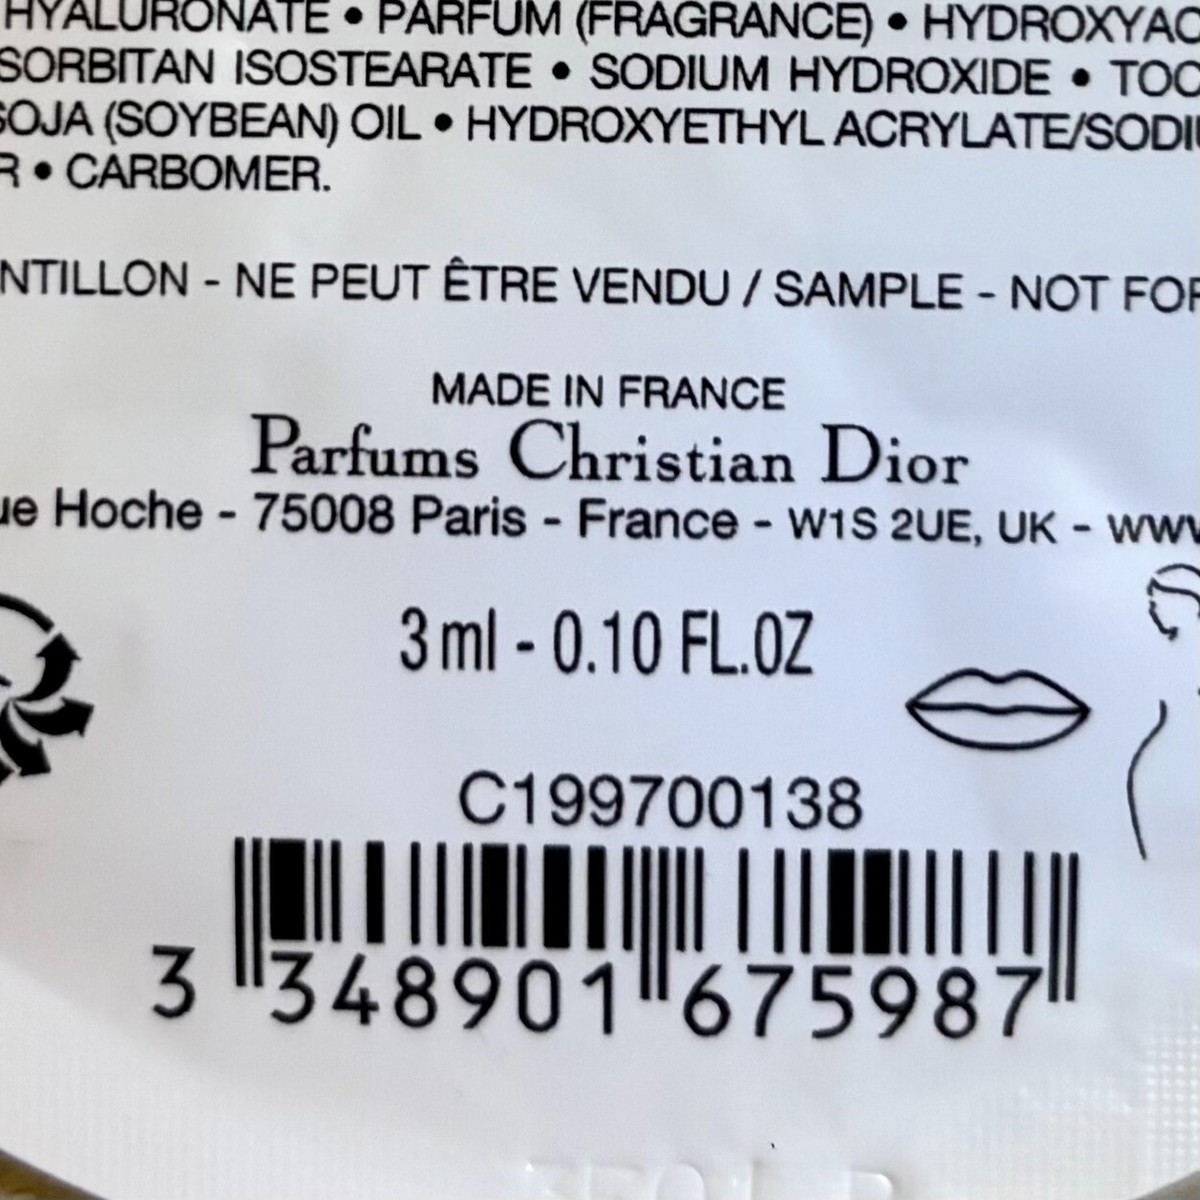 HYALURONATE • PARFUM (FRAGRANCE) • HYDROXYAC
SORBITAN ISOSTEARATE • SODIUM HYDROXIDE • TOC
SOJA (SOYBEAN) OIL • HYDROXYETHYL ACRYLATE/SODIU
R • CARBOMER.
NTILLON - NE PEUT ÊTRE VENDU / SAMPLE - NOT FOR
MADE IN FRANCE
Parfums Christian Dior
ue Hoche - 75008 Paris - France - W1S 2UE, UK - www
3 ml - 0.10 FL.OZ
C199700138
3 348901 675987